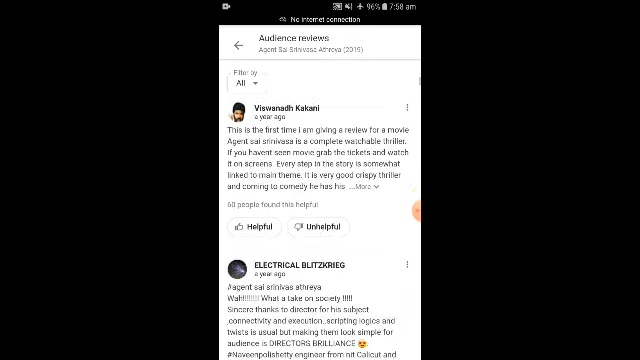 96% 7:58 am
No internet connection
Audience reviews
Agent Sai Srinivasa Athreya (2019)
Filter by
All
Viswanadh Kakani
a year ago
This is the first time i am giving a review for a movie
Agent sai srinivasa is a complete watchable thriller.
If you havent seen movie grab the tickets and watch
it on screens. Every step in the story is somewhat
linked to main theme. It is very good crispy thriller
and coming to comedy he has his ...More
60 people found this helpful.
Helpful Unhelpful
ELECTRICAL BLITZKRIEG
a year ago
#agent sai srinivas athreya
Wah!!!!!!!! What a take on society !!!!!
Sincere thanks to director for his subject
,connectivity and execution..scripting logics and
twists is usual but making them look simple for
audience is DIRECTORS BRILLIANCE 😍.
#Naveenpolishetty engineer from nit Calicut and